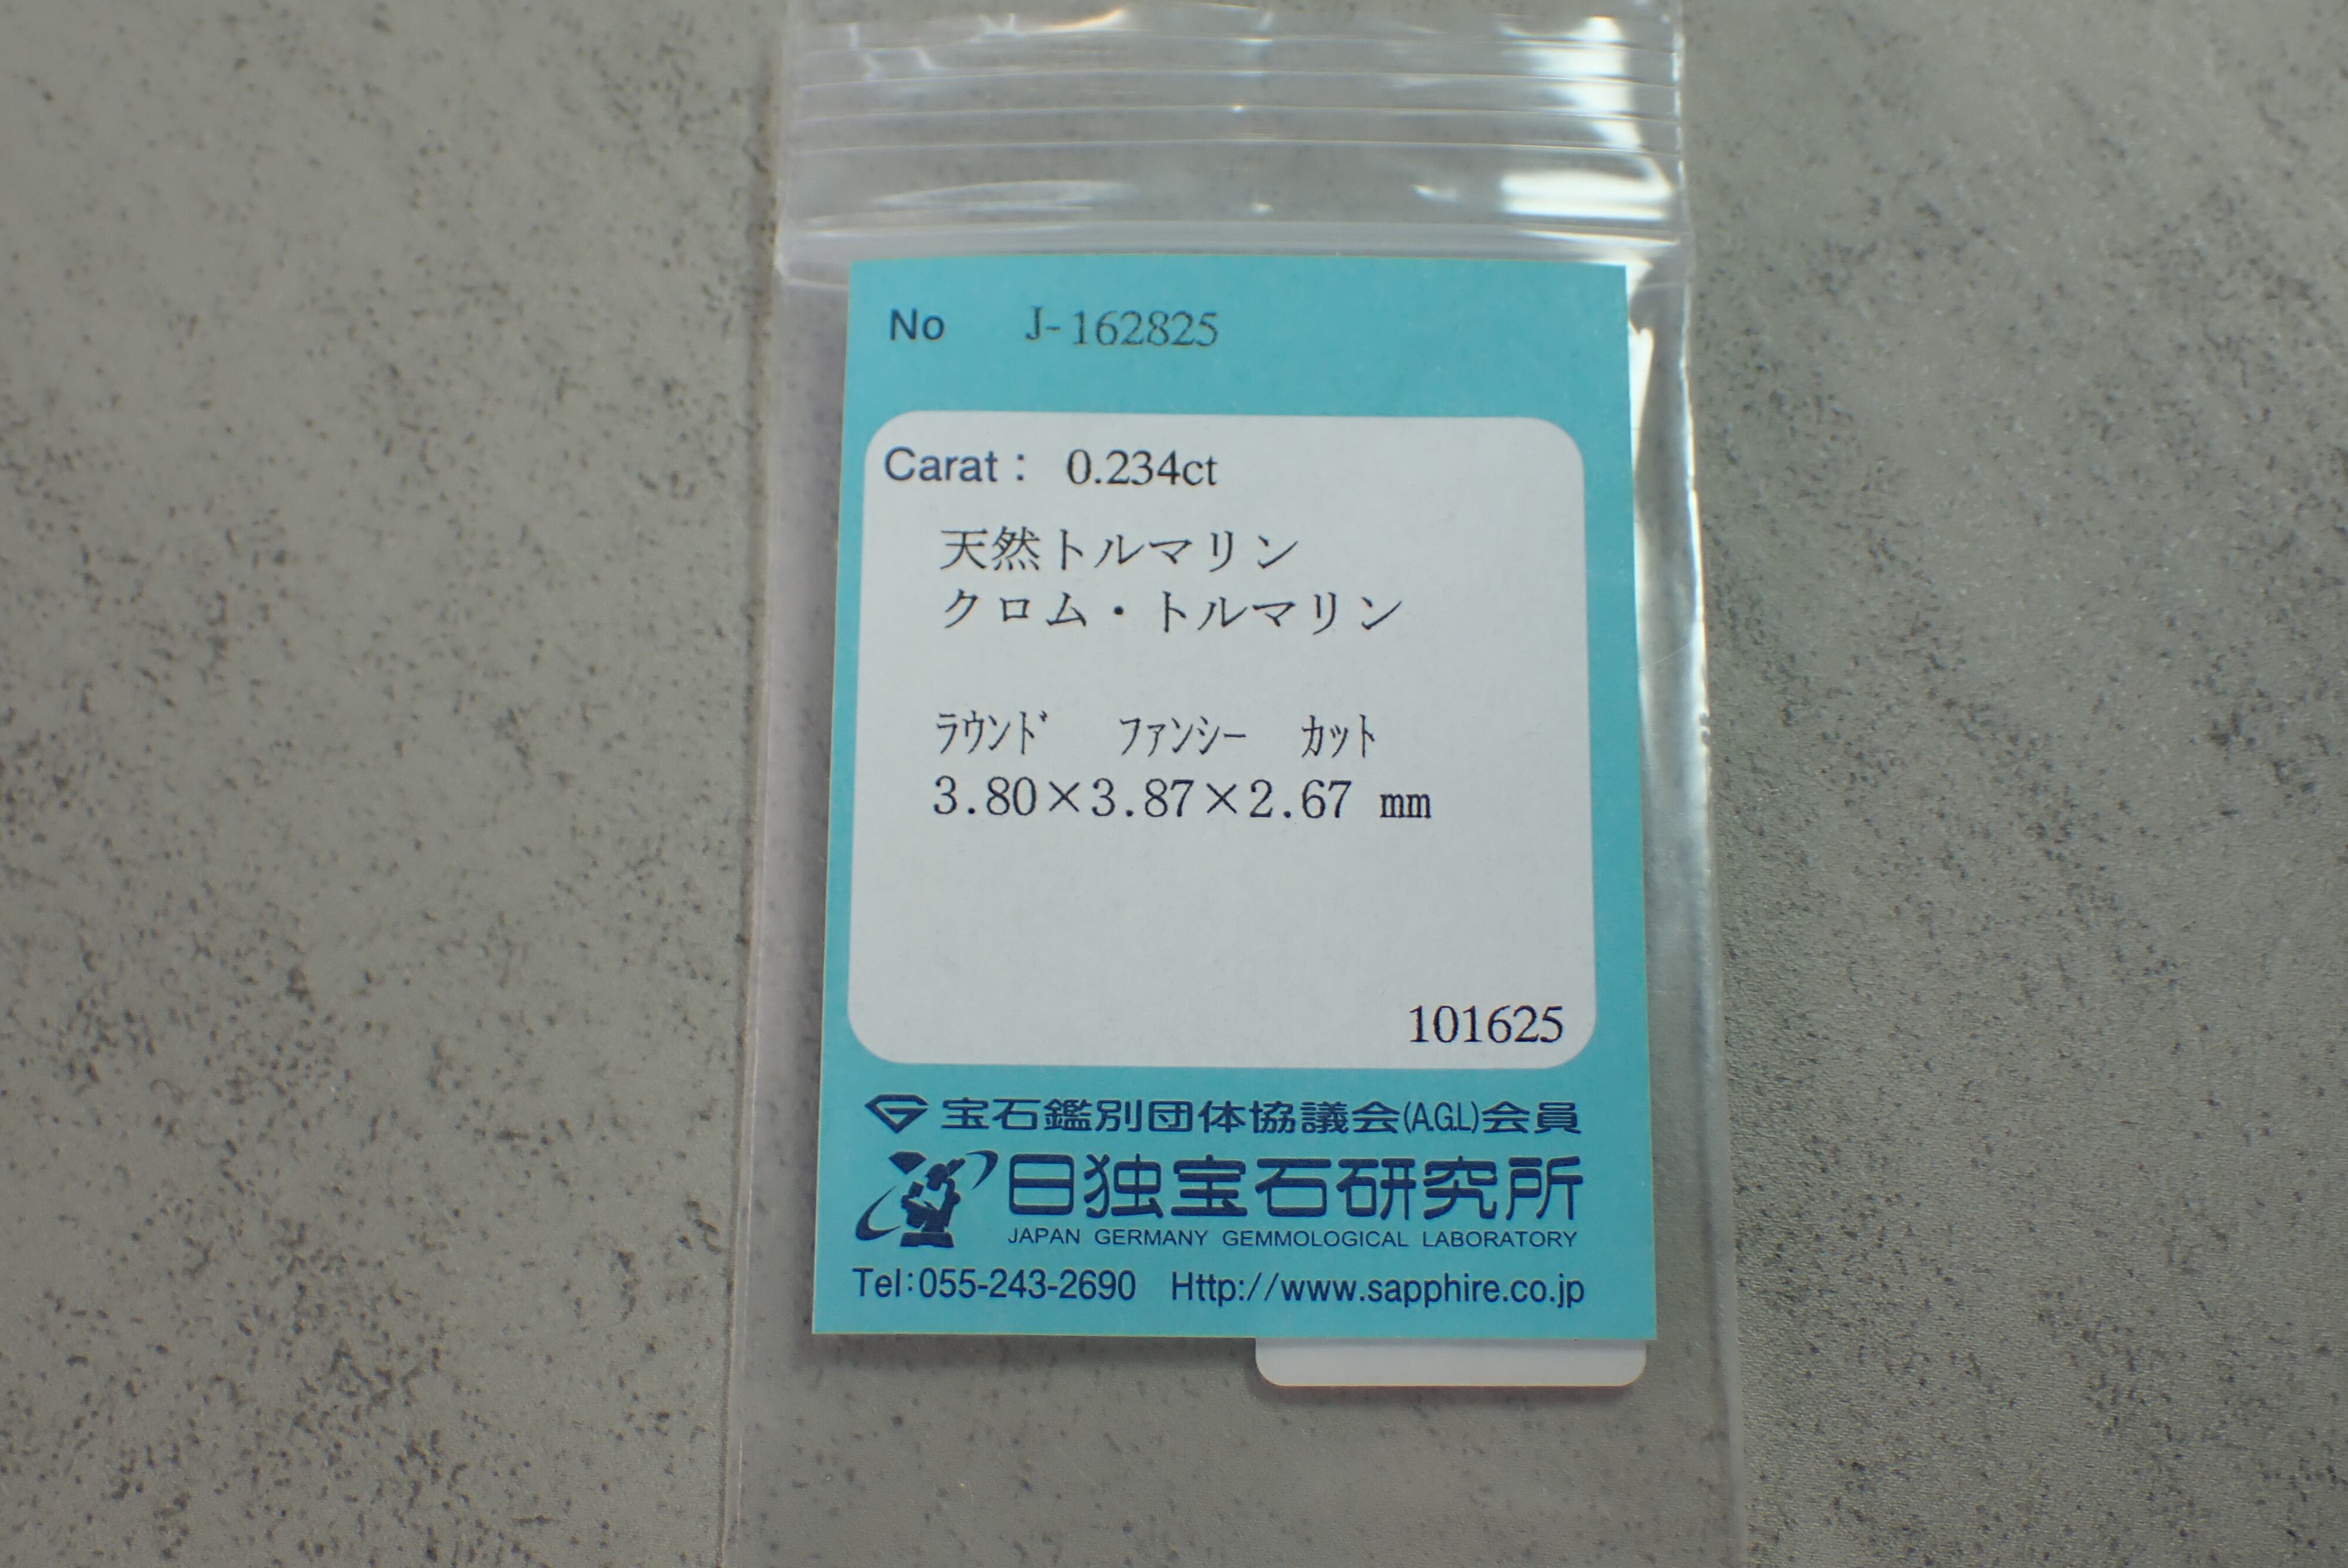 No J-162825
Carat: 0.234ct
天然トルマリン
クロム・トルマリン
ﾗｳﾝﾄﾞ ﾌｧﾝｼｰ ｶｯﾄ
3.80×3.87×2.67 mm
101625
宝石鑑別団体協議会(A.G.L)会員
日独宝石研究所
JAPAN GERMANY GEMMOLOGICAL LABORATORY
Tel:055-243-2690 Http://www.sapphire.co.jp